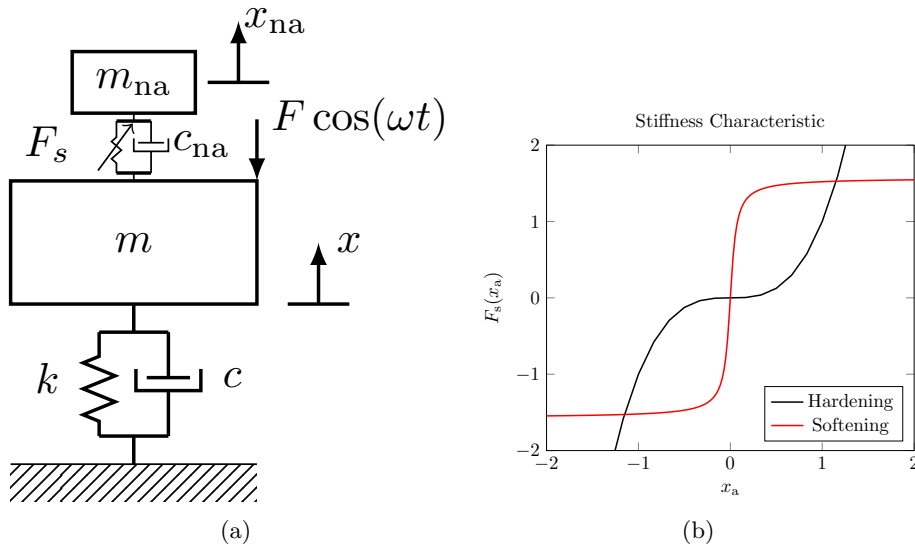 x_na
m_na
F cos(ωt)
F_s
c_na
m
x
k
c
(a)
Stiffness Characteristic
2
1
0
−1
−2
F_s(x_a)
Hardening
Softening
−2
−1
0
1
2
x_a
(b)